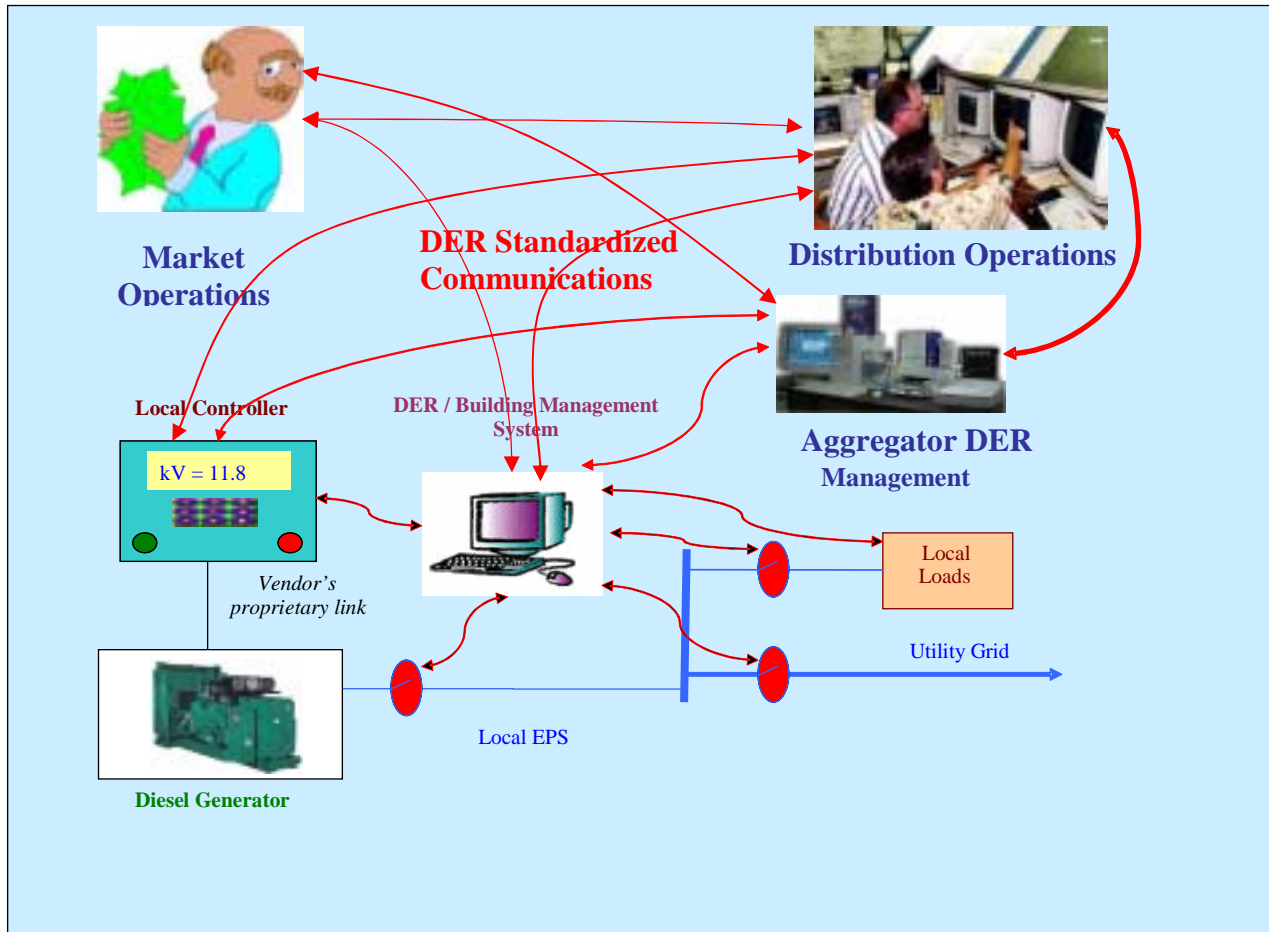 Market
Operations
DER Standardized
Communications
Distribution Operations
Local Controller
DER / Building Management
System
Aggregator DER
Management
kV = 11.8
Local
Loads
Vendor's
proprietary link
Utility Grid
Local EPS
Diesel Generator